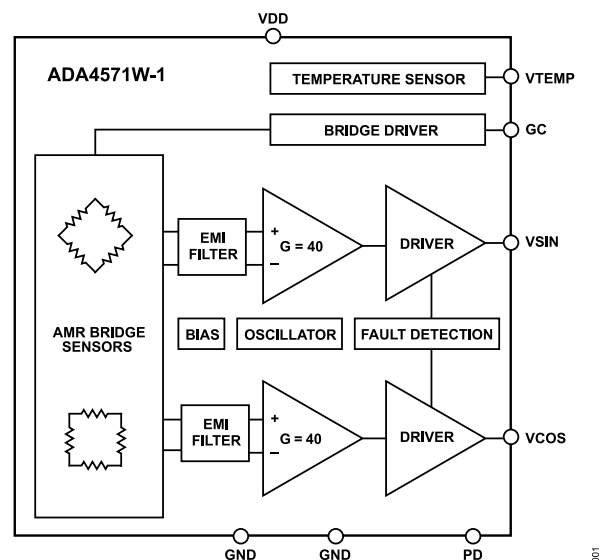 VDD
ADA4571W-1
TEMPERATURE SENSOR
VTEMP
BRIDGE DRIVER
GC
EMI
FILTER
+
–
G = 40
DRIVER
VSIN
AMR BRIDGE
SENSORS
BIAS
OSCILLATOR
FAULT DETECTION
EMI
FILTER
+
–
G = 40
DRIVER
VCOS
GND
GND
PD
001